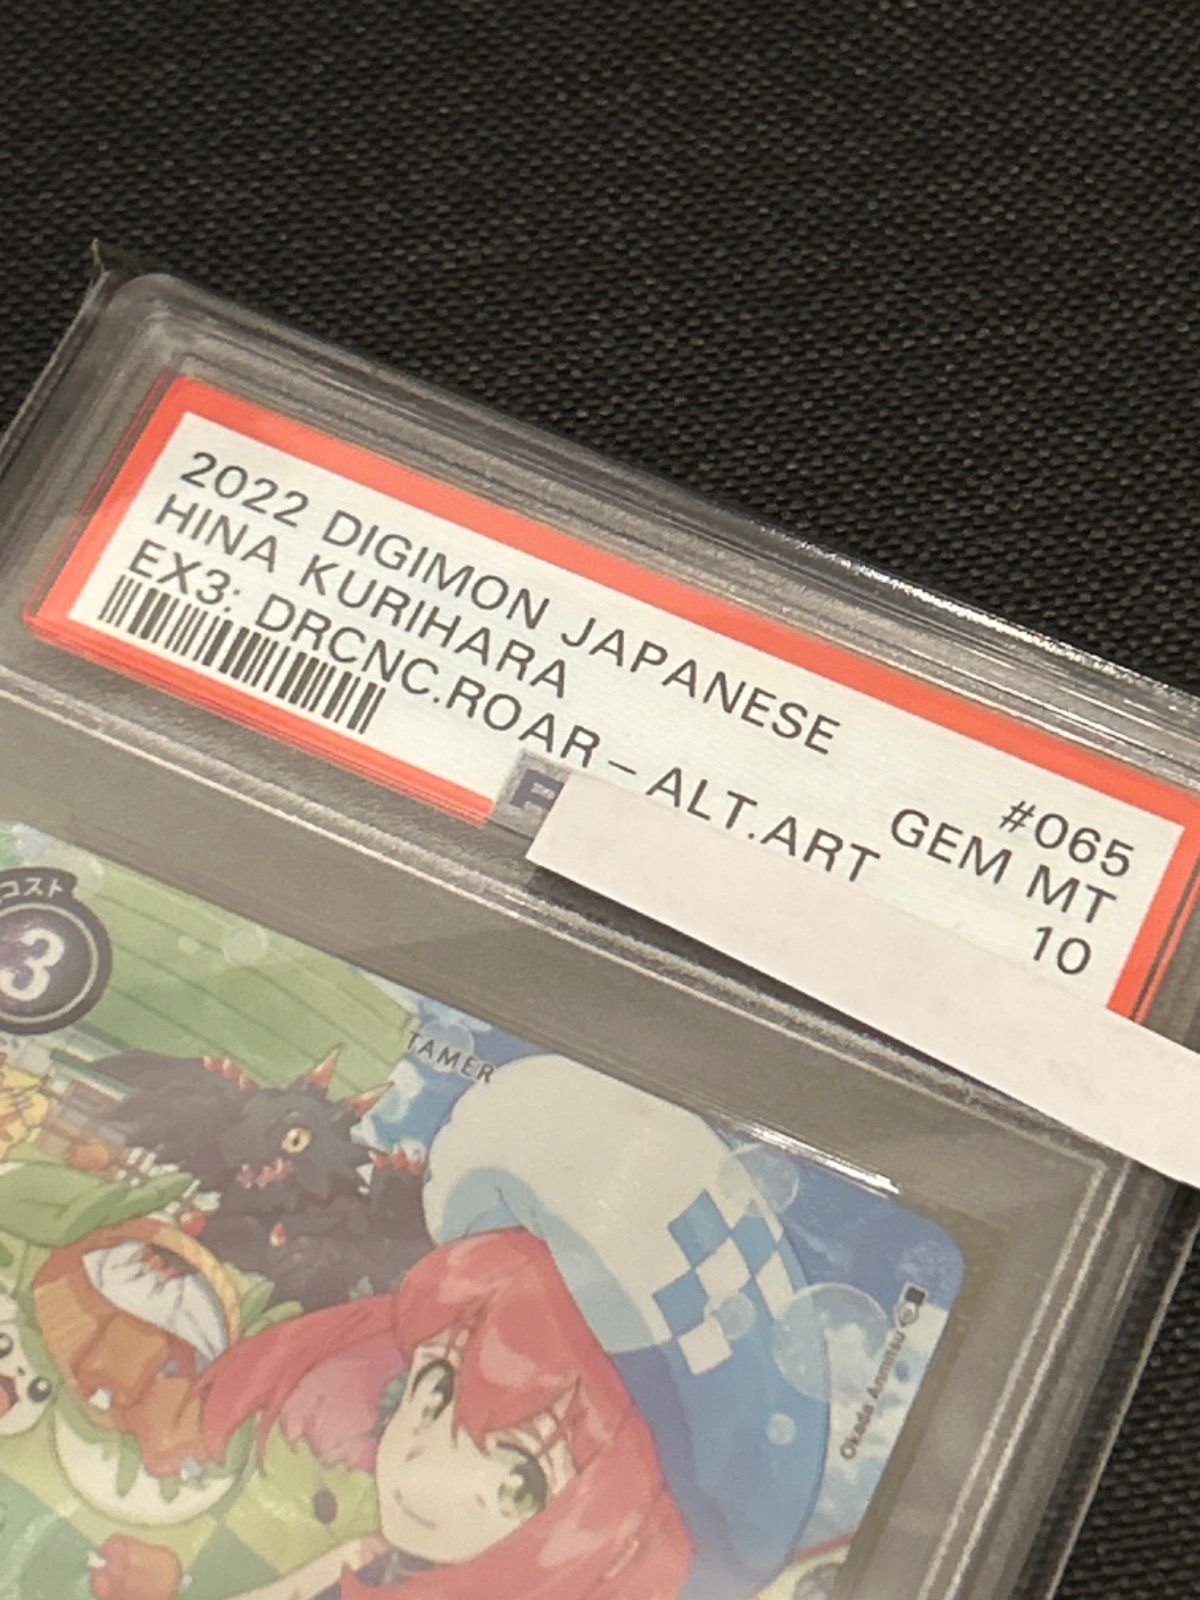 2022 DIGIMON JAPANESE #065
HINA KURIHARA GEM MT
EX3: DRCNC.ROAR-ALT.ART 10
コスト
3
TAMER